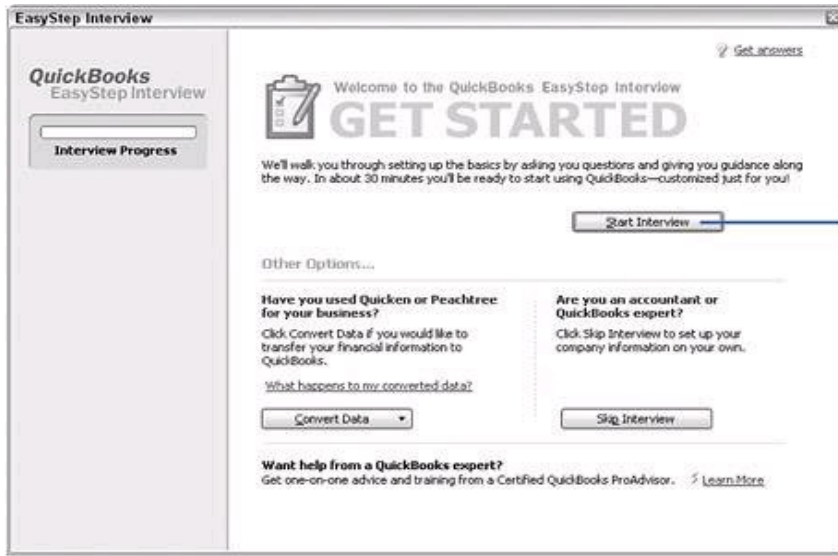 EasyStep Interview
Get answers
QuickBooks
EasyStep Interview
Interview Progress
Welcome to the QuickBooks EasyStep Interview
GET STARTED
We'll walk you through setting up the basics by asking you questions and giving you guidance along
the way. In about 30 minutes you'll be ready to start using QuickBooks—customized just for you!
Start Interview
Other Options...
Have you used Quicken or Peachtree
for your business?
Click Convert Data if you would like to
transfer your financial information to
QuickBooks.
What happens to my converted data?
Convert Data
Are you an accountant or
QuickBooks expert?
Click Skip Interview to set up your
company information on your own.
Skip Interview
Want help from a QuickBooks expert?
Get one-on-one advice and training from a Certified QuickBooks ProAdvisor. Learn More